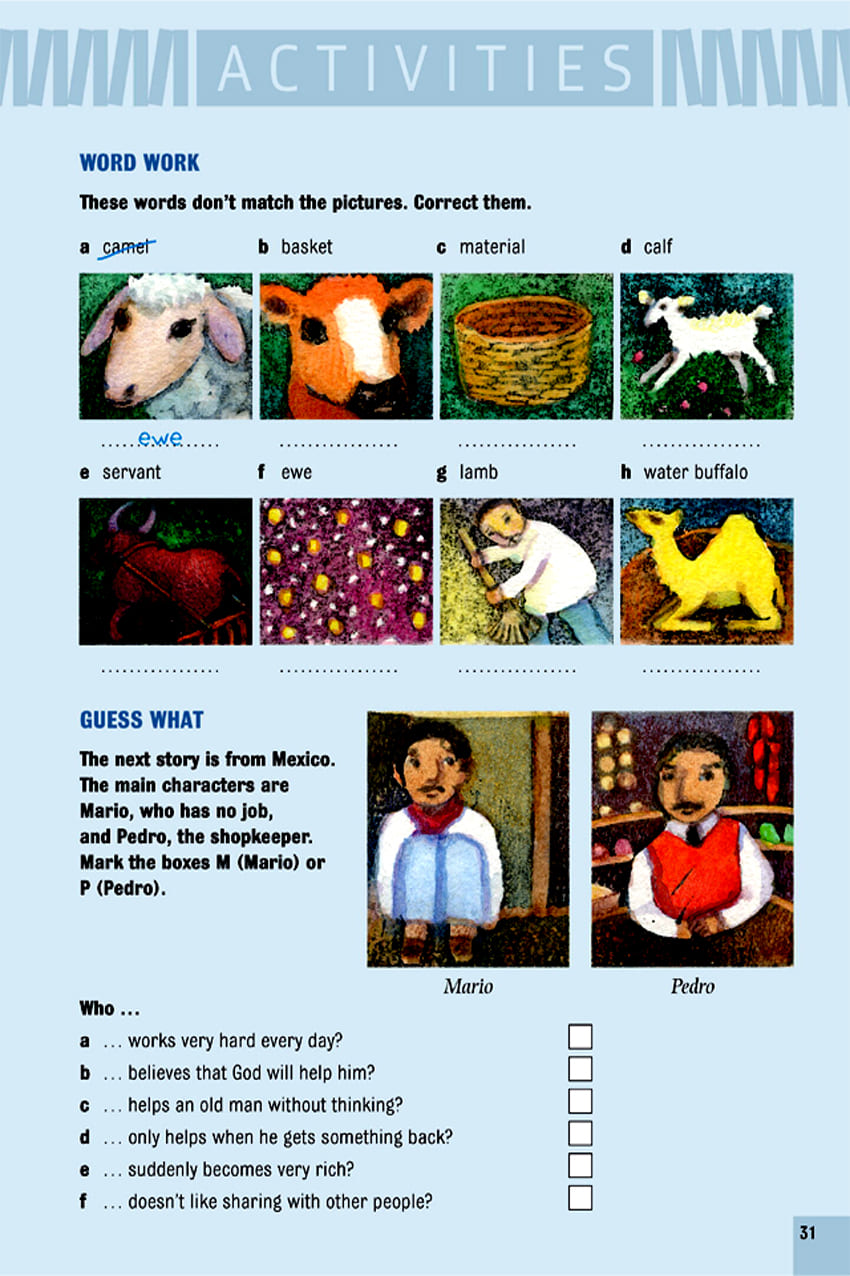 ACTIVITIES
WORD WORK
These words don't match the pictures. Correct them.
a camel b basket c material d calf
......ewe...... ................. ................. .................
e servant f ewe g lamb h water buffalo
................. ................. ................. .................
GUESS WHAT
The next story is from Mexico.
The main characters are
Mario, who has no job,
and Pedro, the shopkeeper.
Mark the boxes M (Mario) or
P (Pedro).
Mario Pedro
Who ...
a ... works very hard every day?
b ... believes that God will help him?
c ... helps an old man without thinking?
d ... only helps when he gets something back?
e ... suddenly becomes very rich?
f ... doesn't like sharing with other people?
31